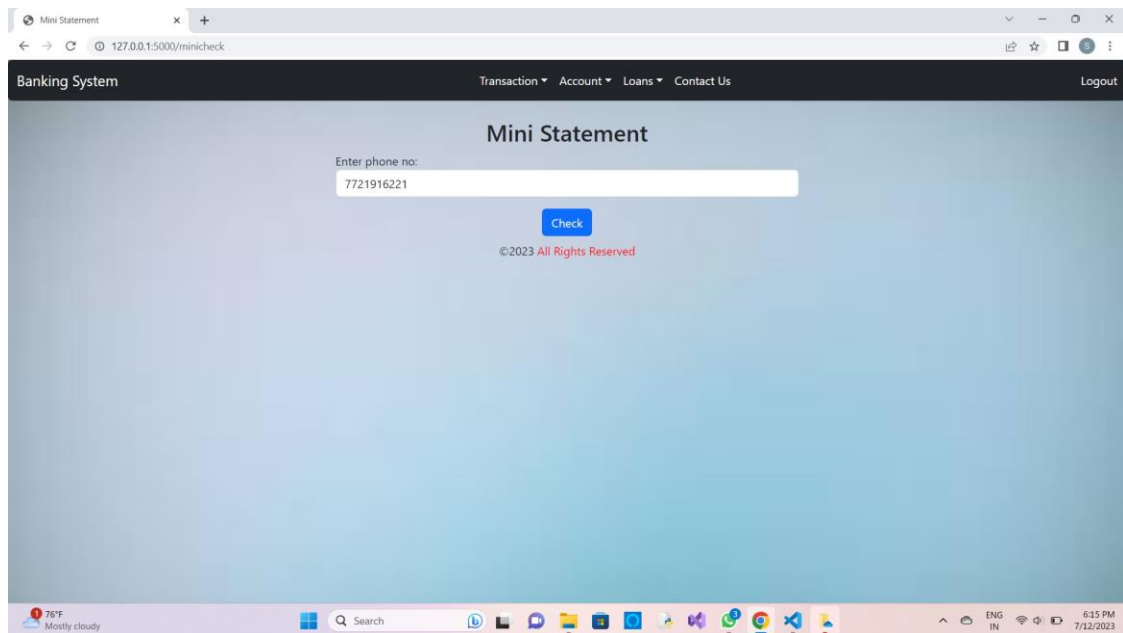 Mini Statement
127.0.0.1:5000/minicheck
S
Banking System
Transaction Account Loans Contact Us
Logout
Mini Statement
Enter phone no:
7721916221
Check
©2023 All Rights Reserved
1
76°F
Mostly cloudy
Search
3
ENG
IN
6:15 PM
7/12/2023